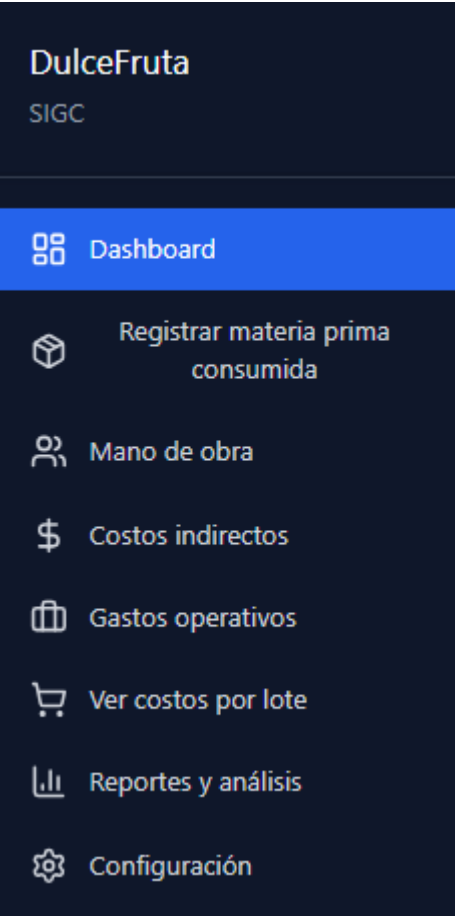 DulceFruta
SIGC
Dashboard
Registrar materia prima
consumida
Mano de obra
Costos indirectos
Gastos operativos
Ver costos por lote
Reportes y análisis
Configuración